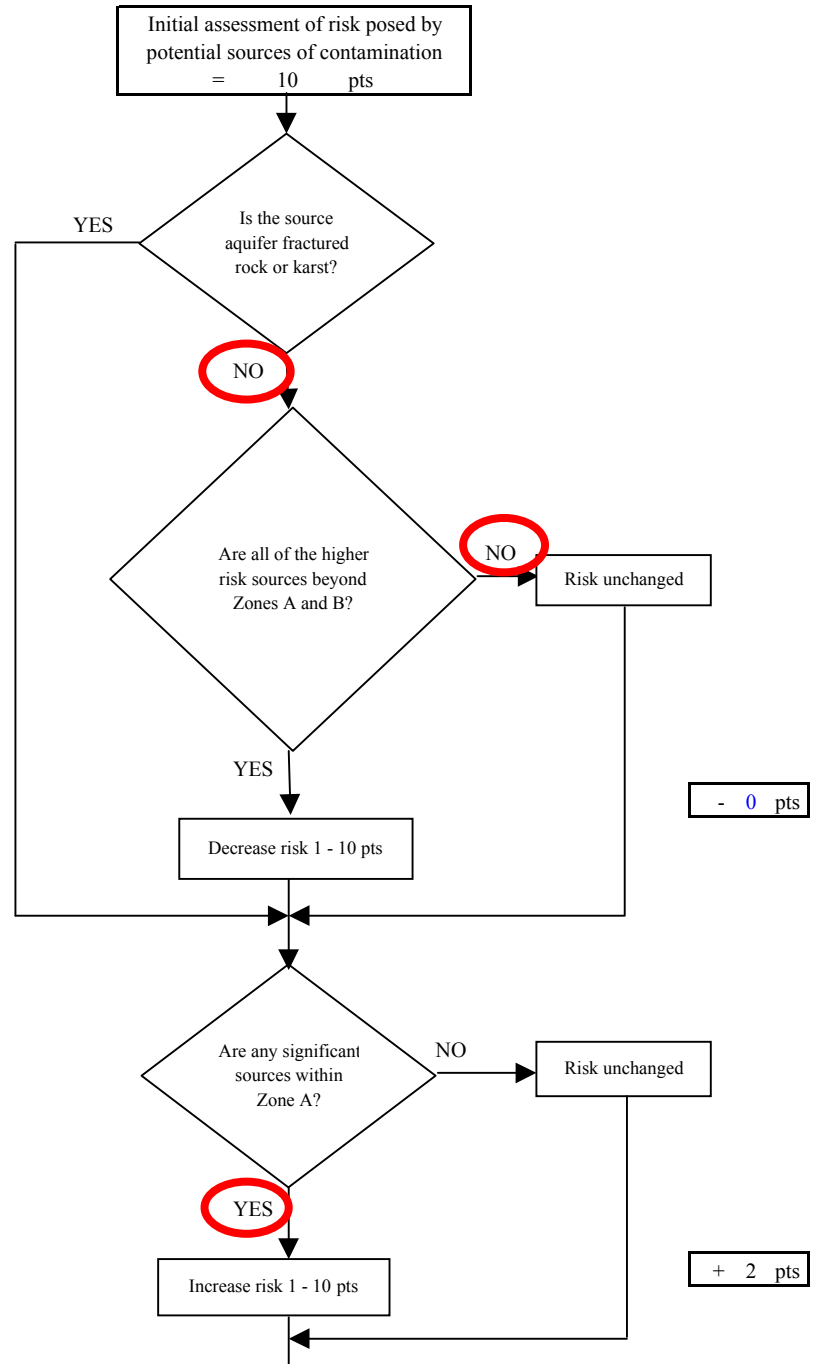 Initial assessment of risk posed by
potential sources of contamination
= 10 pts
YES
Is the source
aquifer fractured
rock or karst?
NO
Are all of the higher
risk sources beyond
Zones A and B?
NO
Risk unchanged
YES
- 0 pts
Decrease risk 1 - 10 pts
Are any significant
sources within
Zone A?
NO
Risk unchanged
YES
+ 2 pts
Increase risk 1 - 10 pts